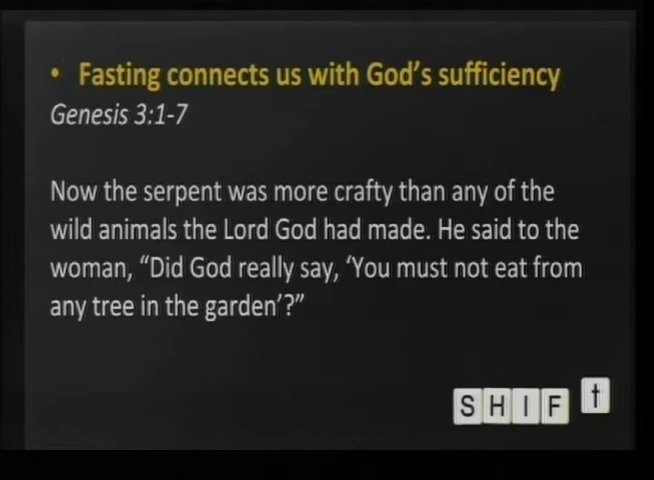 • Fasting connects us with God's sufficiency
Genesis 3:1-7
Now the serpent was more crafty than any of the
wild animals the Lord God had made. He said to the
woman, “Did God really say, ‘You must not eat from
any tree in the garden’?”
SHIFt